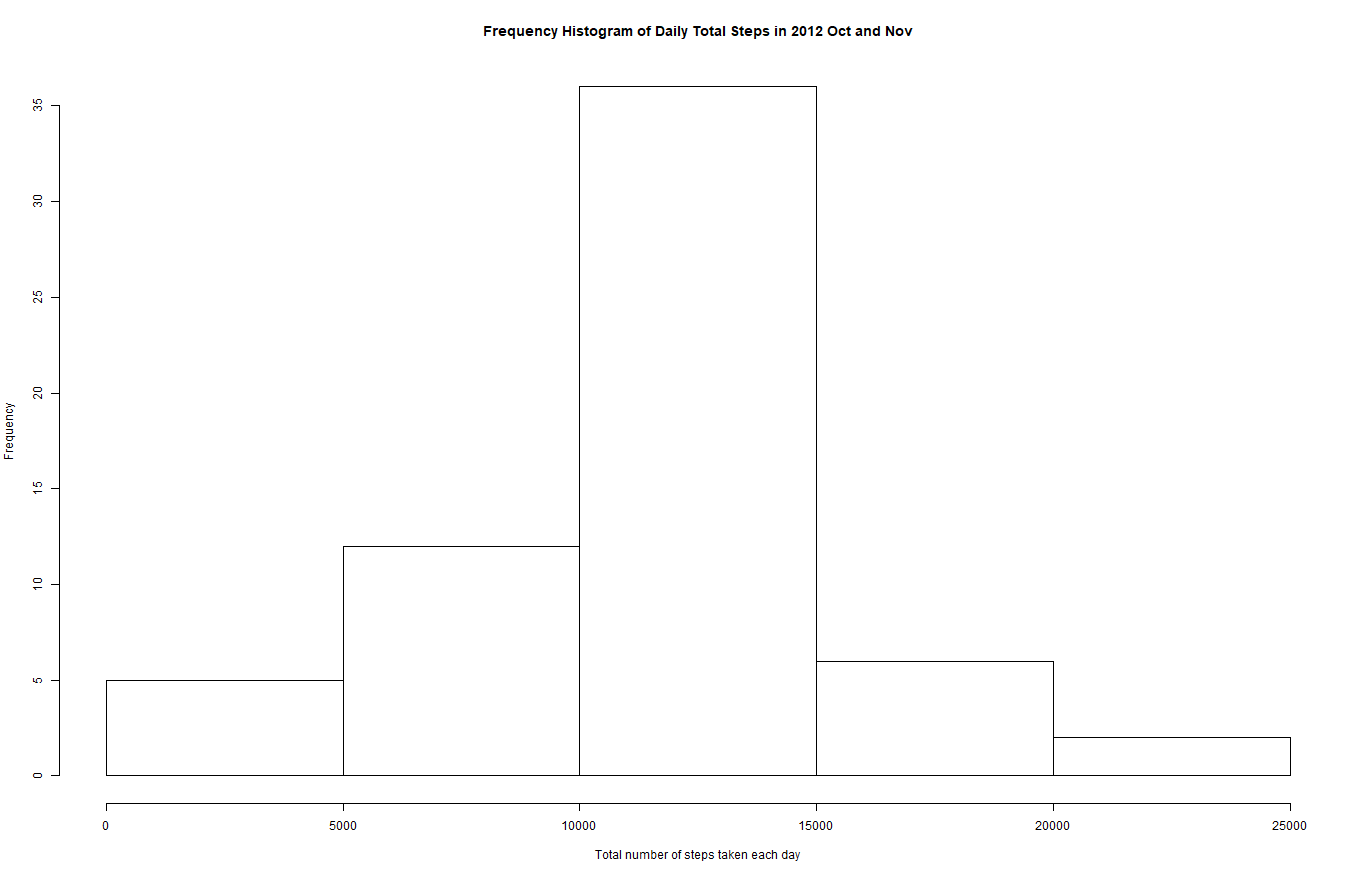 Frequency Histogram of Daily Total Steps in 2012 Oct and Nov
35
30
25
20
15
10
5
0
Frequency
0 5000 10000 15000 20000 25000
Total number of steps taken each day